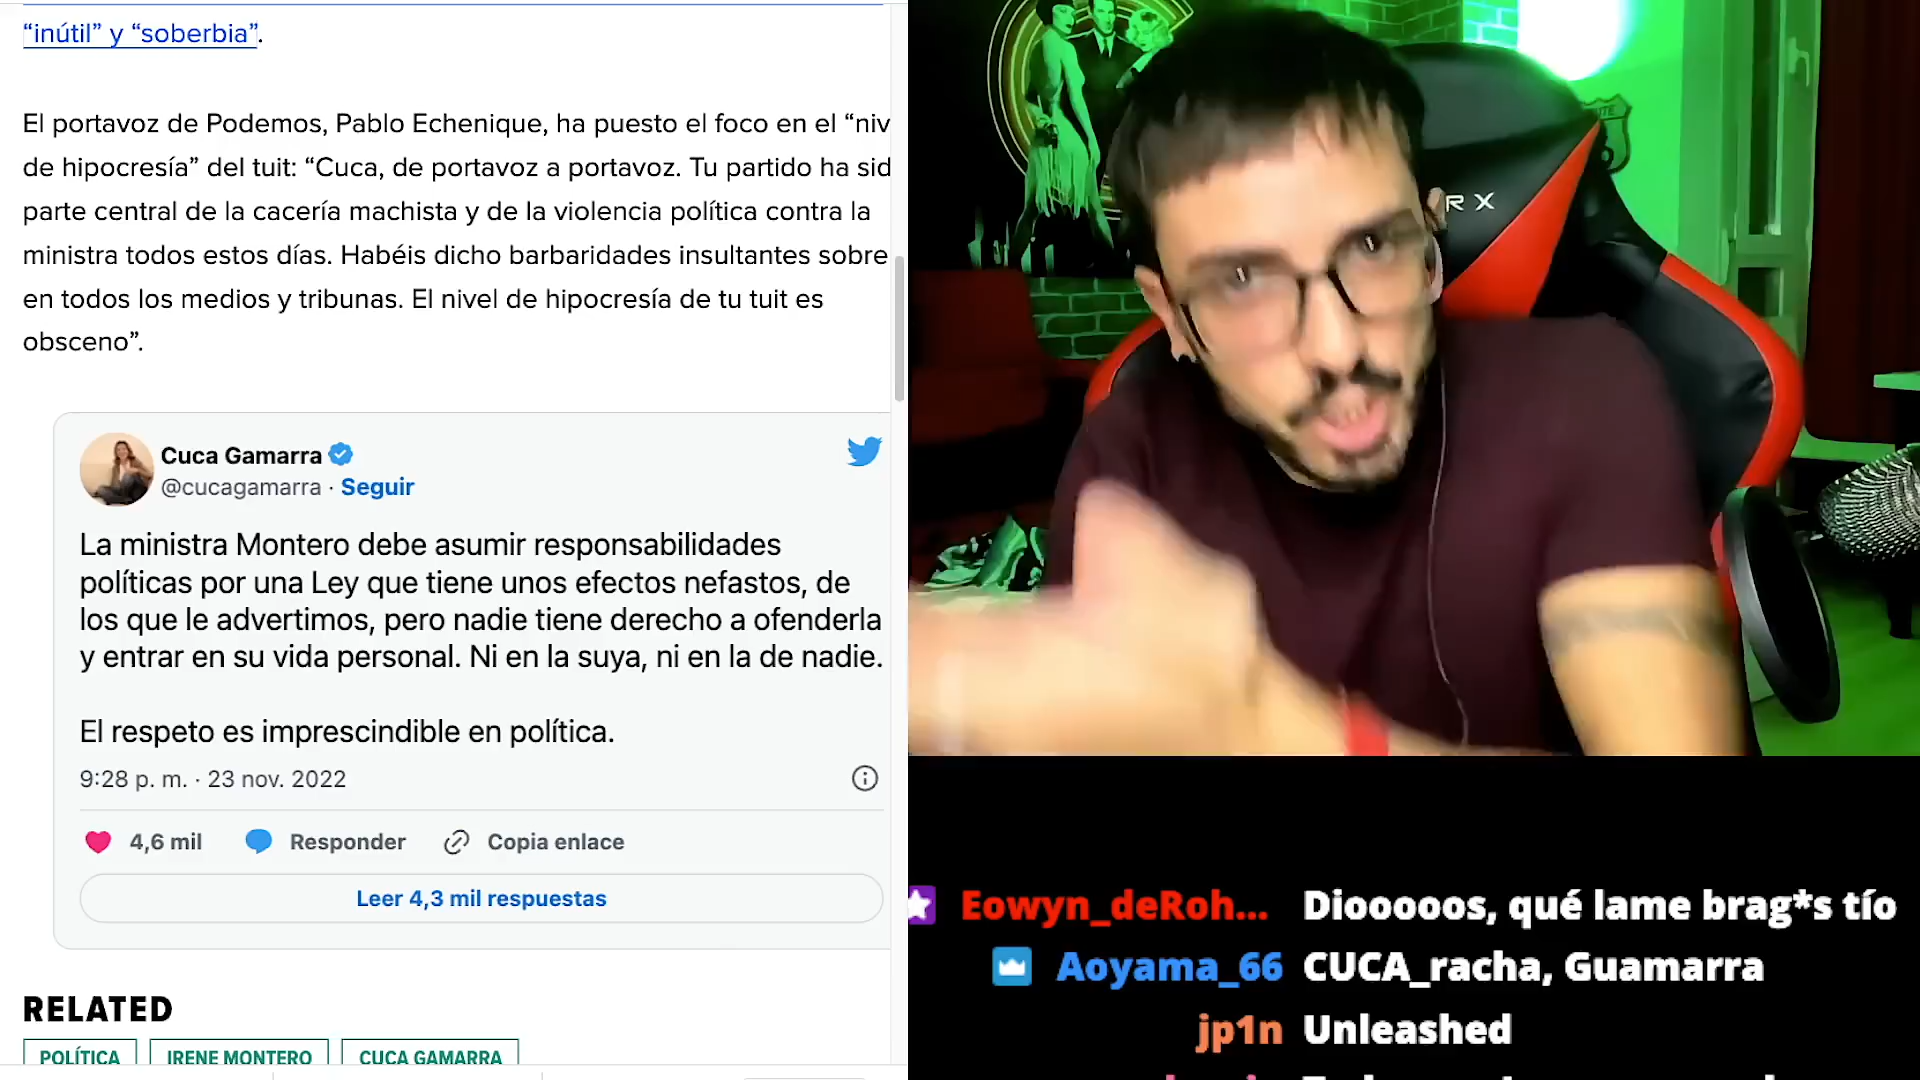 “inútil” y “soberbia”.
El portavoz de Podemos, Pablo Echenique, ha puesto el foco en el “niv
de hipocresía” del tuit: “Cuca, de portavoz a portavoz. Tu partido ha sid
parte central de la cacería machista y de la violencia política contra la
ministra todos estos días. Habéis dicho barbaridades insultantes sobre
en todos los medios y tribunas. El nivel de hipocresía de tu tuit es
obsceno”.
Cuca Gamarra
@cucagamarra · Seguir
La ministra Montero debe asumir responsabilidades
políticas por una Ley que tiene unos efectos nefastos, de
los que le advertimos, pero nadie tiene derecho a ofenderla
y entrar en su vida personal. Ni en la suya, ni en la de nadie.
El respeto es imprescindible en política.
9:28 p. m. · 23 nov. 2022
4,6 mil Responder Copia enlace
Leer 4,3 mil respuestas
RELATED
POLÍTICA IRENE MONTERO CUCA GAMARRA
RX
Eowyn_deRoh... Diooooos, qué lame brag*s tío
Aoyama_66 CUCA_racha, Guamarra
jp1n Unleashed